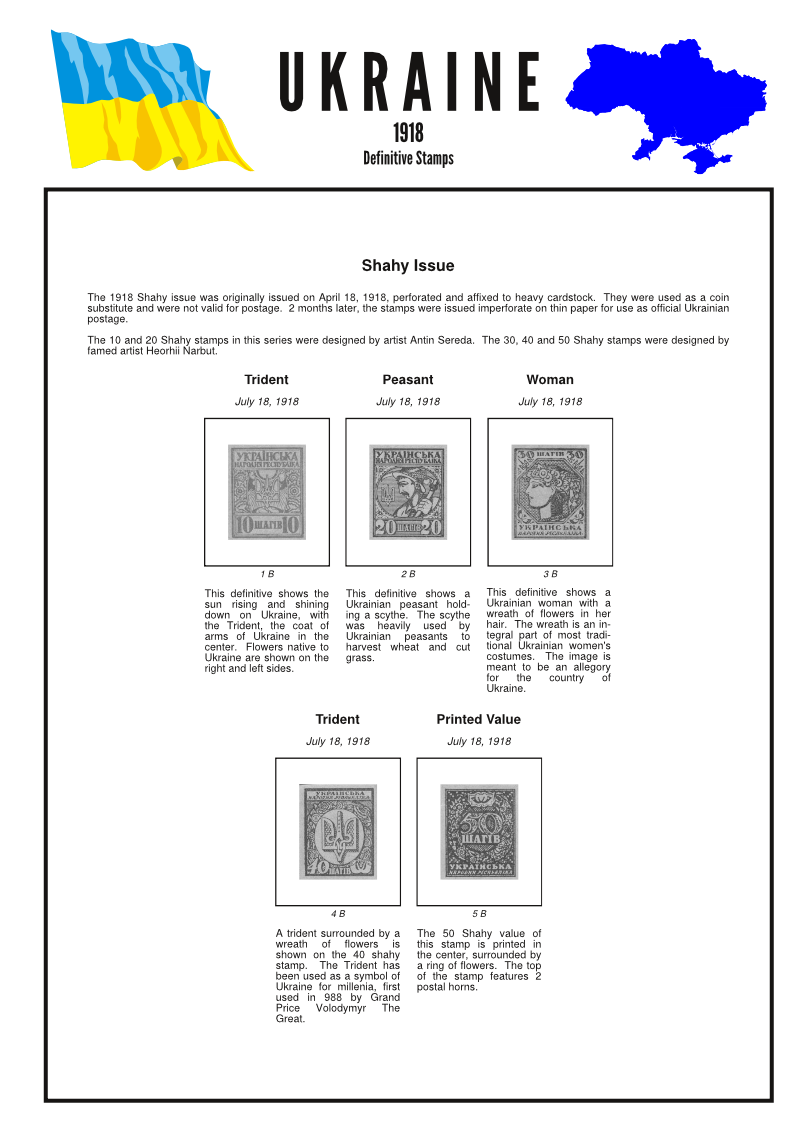 UKRAINE
1918
Definitive Stamps
Shahy Issue
The 1918 Shahy issue was originally issued on April 18, 1918, perforated and affixed to heavy cardstock. They were used as a coin
substitute and were not valid for postage. 2 months later, the stamps were issued imperforate on thin paper for use as official Ukrainian
postage.
The 10 and 20 Shahy stamps in this series were designed by artist Antin Sereda. The 30, 40 and 50 Shahy stamps were designed by
famed artist Heorhii Narbut.
Trident
July 18, 1918
УКРАЇНСЬКА
НАРОДНЯ РЕСПУБЛІКА
10 ШАГІВ 10
1 B
This definitive shows the
sun rising and shining
down on Ukraine, with
the Trident, the coat of
arms of Ukraine in the
center. Flowers native to
Ukraine are shown on the
right and left sides.
Peasant
July 18, 1918
УКРАЇНСЬКА
НАРОДНЯ РЕСПУБЛІКА
20 ШАГІВ 20
2 B
This definitive shows a
Ukrainian peasant hold-
ing a scythe. The scythe
was heavily used by
Ukrainian peasants to
harvest wheat and cut
grass.
Woman
July 18, 1918
30 ШАГІВ 30
УКРАЇНСЬКА
НАРОДНЯ РЕСПУБЛІКА
3 B
This definitive shows a
Ukrainian woman with a
wreath of flowers in her
hair. The wreath is an in-
tegral part of most tradi-
tional Ukrainian women's
costumes. The image is
meant to be an allegory
for the country of
Ukraine.
Trident
July 18, 1918
УКРАЇНСЬКА
НАРОДНЯ РЕСПУБЛІКА
ШАГІВ
4 B
A trident surrounded by a
wreath of flowers is
shown on the 40 shahy
stamp. The Trident has
been used as a symbol of
Ukraine for millenia, first
used in 988 by Grand
Price Volodymyr The
Great.
Printed Value
July 18, 1918
50
ШАГІВ
УКРАЇНСЬКА
НАРОДНЯ РЕСПУБЛІКА
5 B
The 50 Shahy value of
this stamp is printed in
the center, surrounded by
a ring of flowers. The top
of the stamp features 2
postal horns.